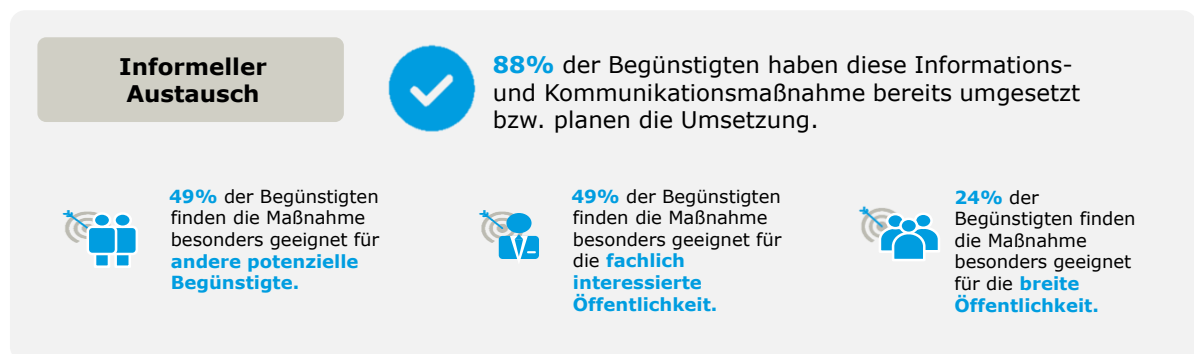 Informeller
Austausch
88% der Begünstigten haben diese Informations-
und Kommunikationsmaßnahme bereits umgesetzt
bzw. planen die Umsetzung.
49% der Begünstigten
finden die Maßnahme
besonders geeignet für
andere potenzielle
Begünstigte.
49% der Begünstigten
finden die Maßnahme
besonders geeignet für
die fachlich
interessierte
Öffentlichkeit.
24% der
Begünstigten finden
die Maßnahme
besonders geeignet
für die breite
Öffentlichkeit.